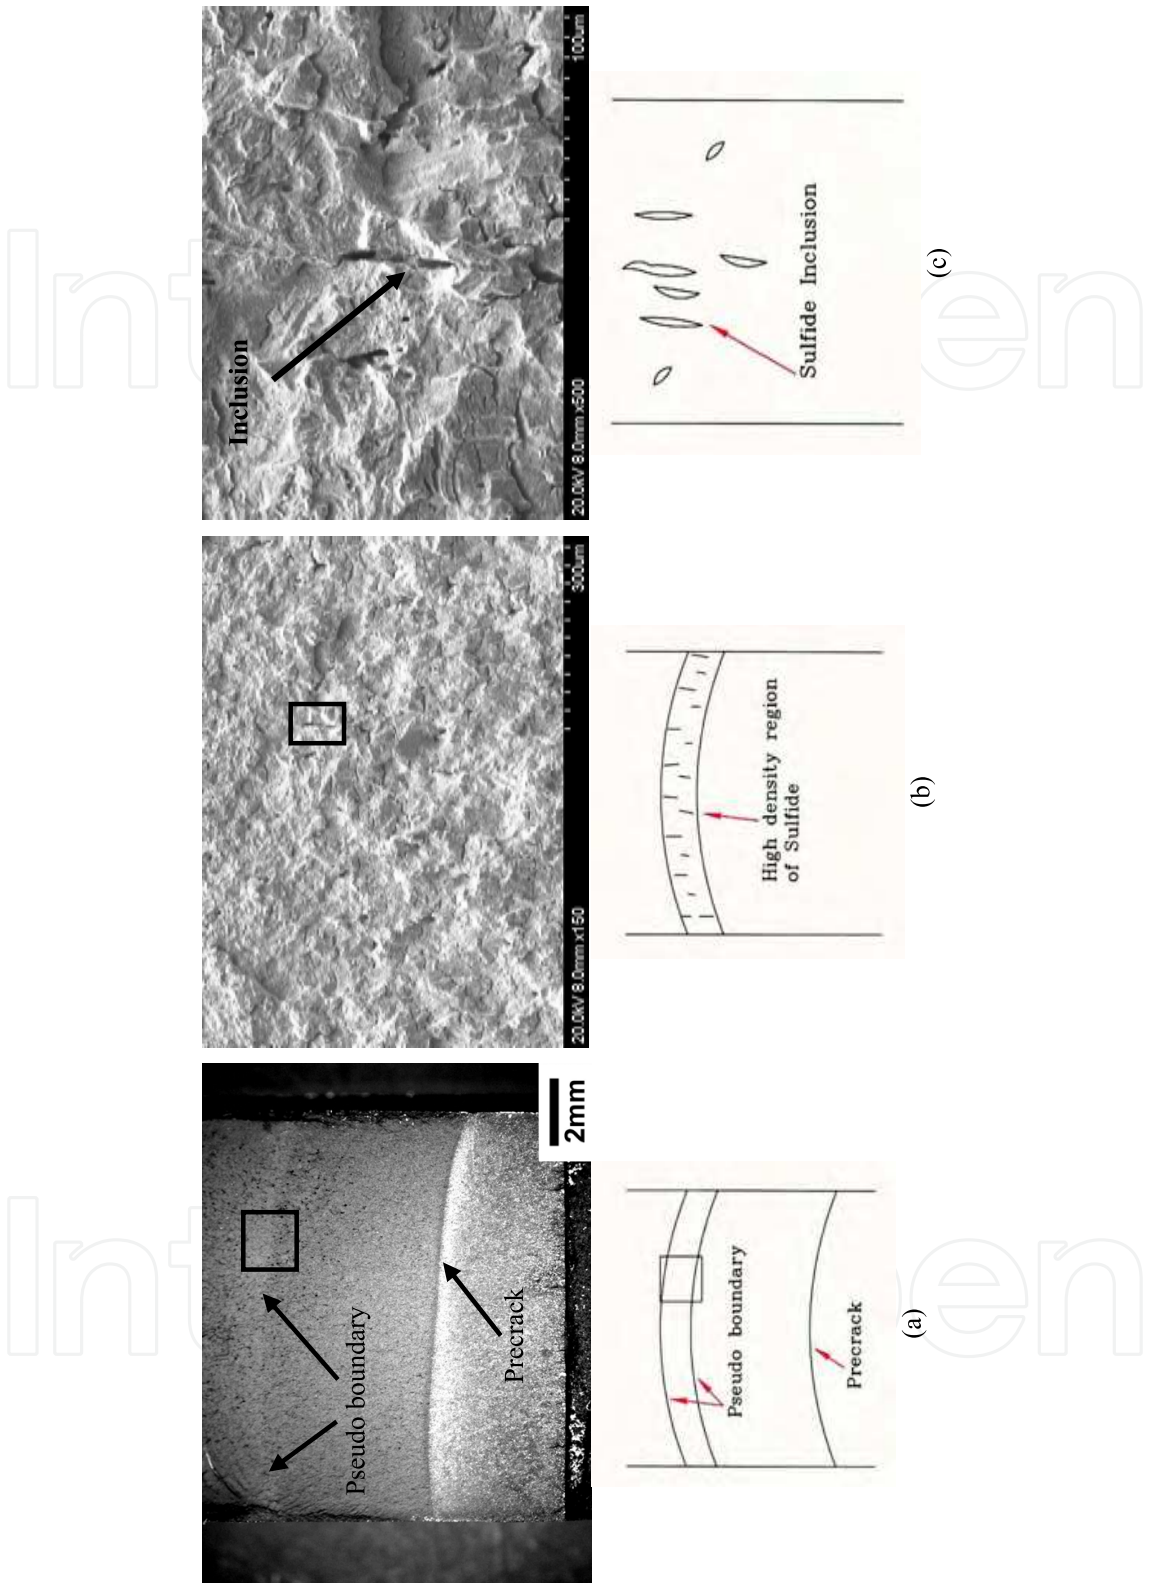 Pseudo boundary
Precrack
2mm
Pseudo boundary
Precrack
(a)
20.0kV 8.0mm x150
300um
High density region
of Sulfide
(b)
Inclusion
20.0kV 8.0mm x500
100um
Sulfide Inclusion
(c)